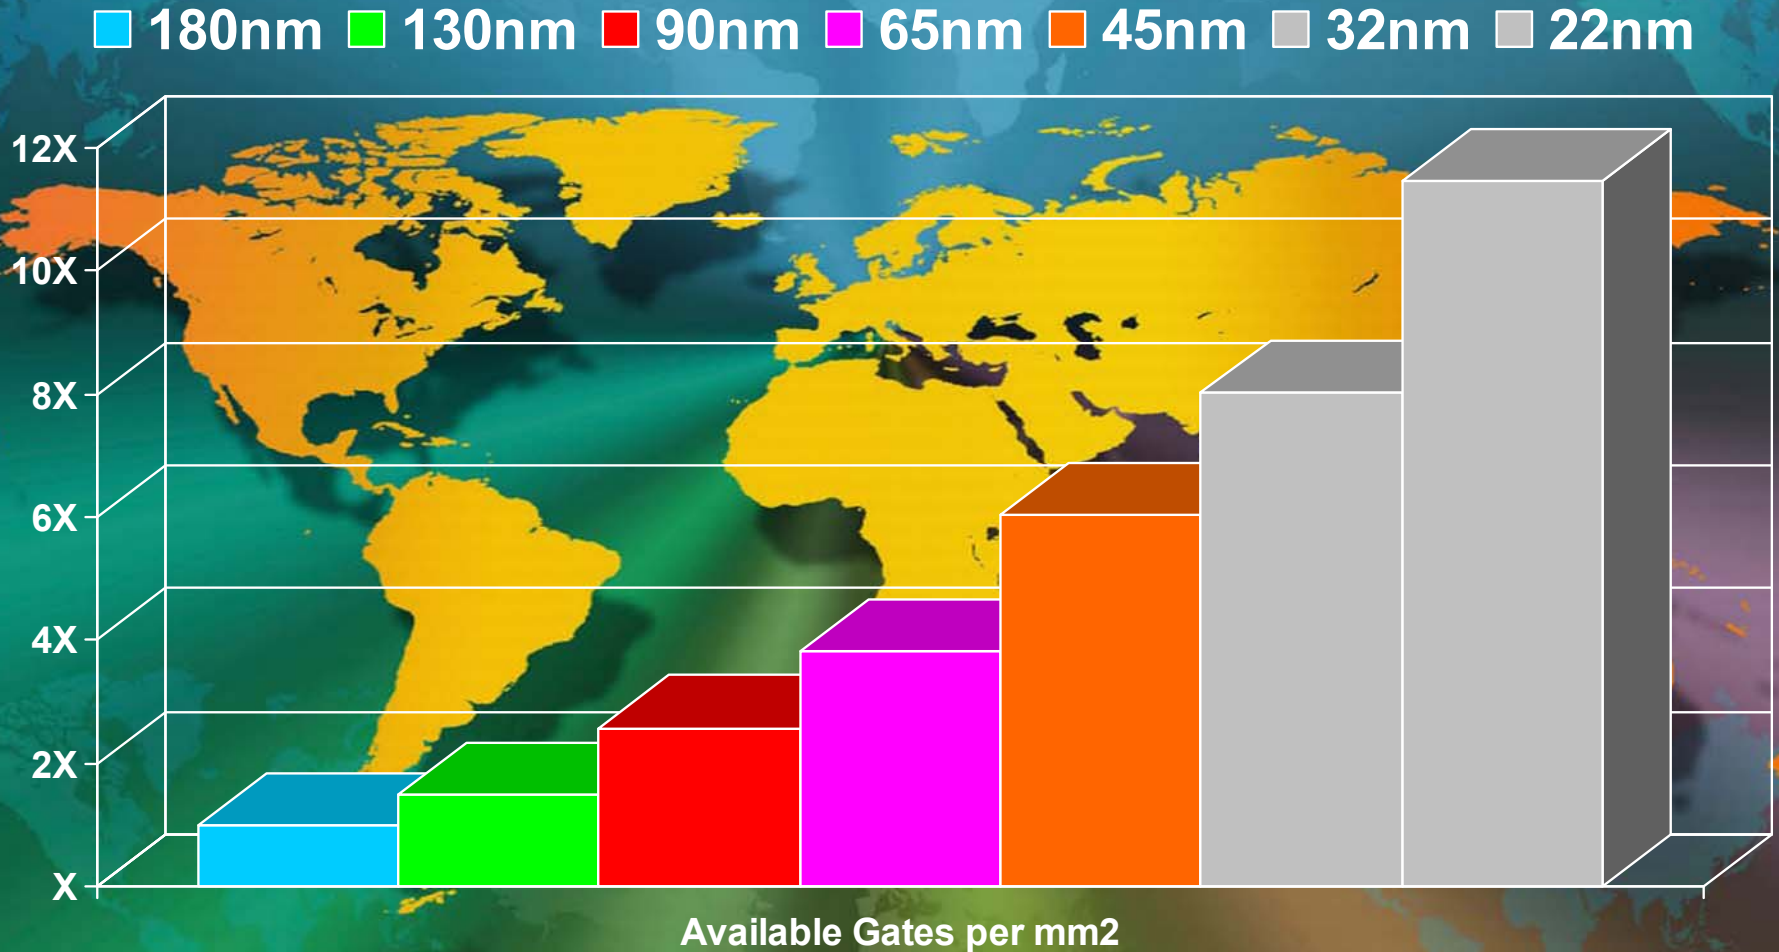 180nm 130nm 90nm 65nm 45nm 32nm 22nm
12X
10X
8X
6X
4X
2X
X
Available Gates per mm2